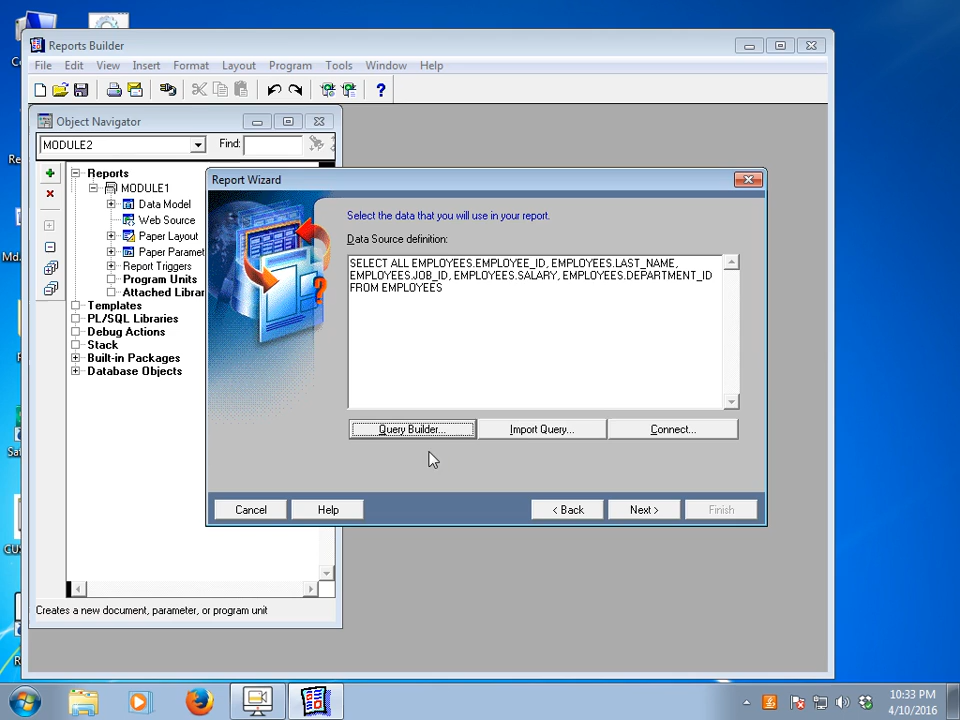 Reports Builder
File Edit View Insert Format Layout Program Tools Window Help
Object Navigator
MODULE2
Find:
Reports
MODULE1
Data Model
Web Source
Paper Layout
Paper Paramet
Report Triggers
Program Units
Attached Librar
Templates
PL/SQL Libraries
Debug Actions
Stack
Built-in Packages
Database Objects
Creates a new document, parameter, or program unit
Report Wizard
Select the data that you will use in your report.
Data Source definition:
SELECT ALL EMPLOYEES.EMPLOYEE_ID, EMPLOYEES.LAST_NAME,
EMPLOYEES.JOB_ID, EMPLOYEES.SALARY, EMPLOYEES.DEPARTMENT_ID
FROM EMPLOYEES
Query Builder... Import Query... Connect...
Cancel Help < Back Next > Finish
Md.
CUS
10:33 PM
4/10/2016